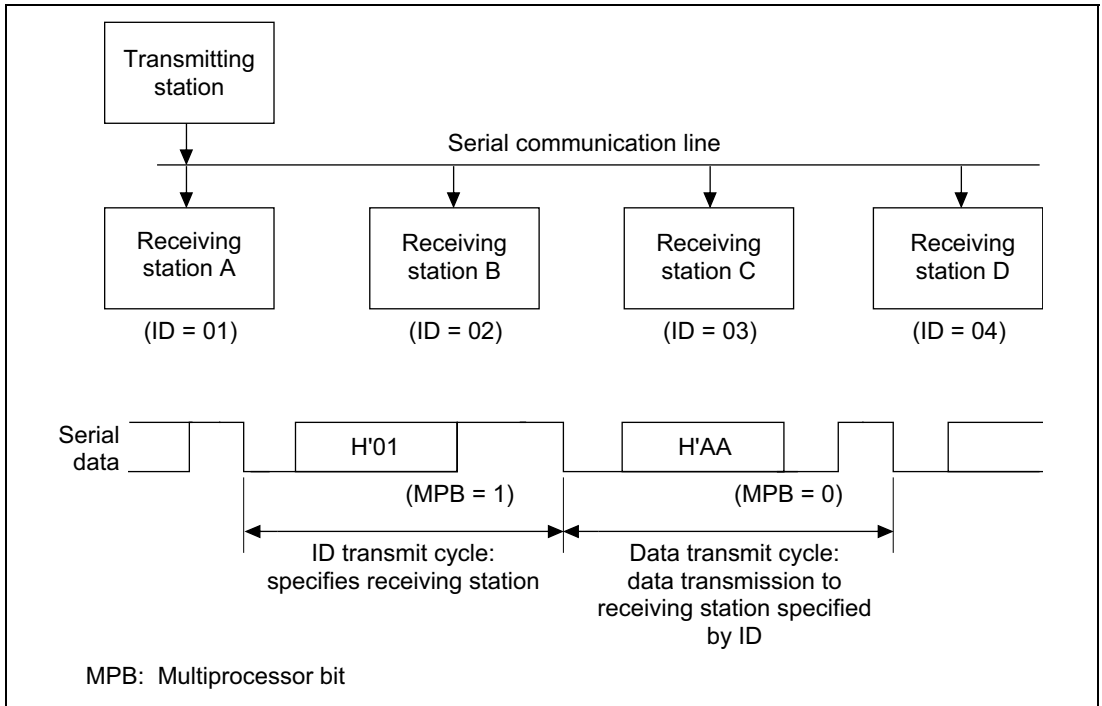 Transmitting
station
Serial communication line
Receiving
station A
Receiving
station B
Receiving
station C
Receiving
station D
(ID = 01)
(ID = 02)
(ID = 03)
(ID = 04)
Serial
data
H'01
H'AA
(MPB = 1)
(MPB = 0)
ID transmit cycle:
specifies receiving station
Data transmit cycle:
data transmission to
receiving station specified
by ID
MPB: Multiprocessor bit